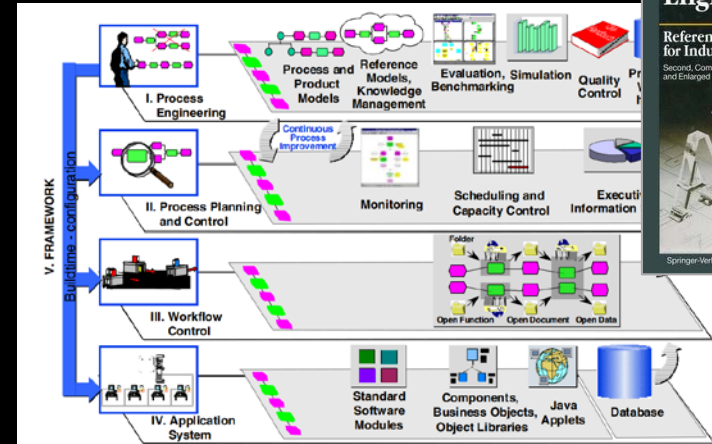 Engi
Referen
for Indu
Second, Com
and Enlarged
Springer-Verl
V. FRAMEWORK
Buildtime - configuration
I. Process
Engineering
Process and
Product
Models
Reference
Models,
Knowledge
Management
Evaluation,
Benchmarking
Simulation
Quality
Control
Pr
W
h
II. Process Planning
and Control
Continuous
Process
Improvement
Monitoring
Scheduling and
Capacity Control
Executi
Information
III. Workflow
Control
Folder
Open Function
Open Document
Open Data
IV. Application
System
Standard
Software
Modules
Components,
Business Objects,
Object Libraries
Java
Applets
Database